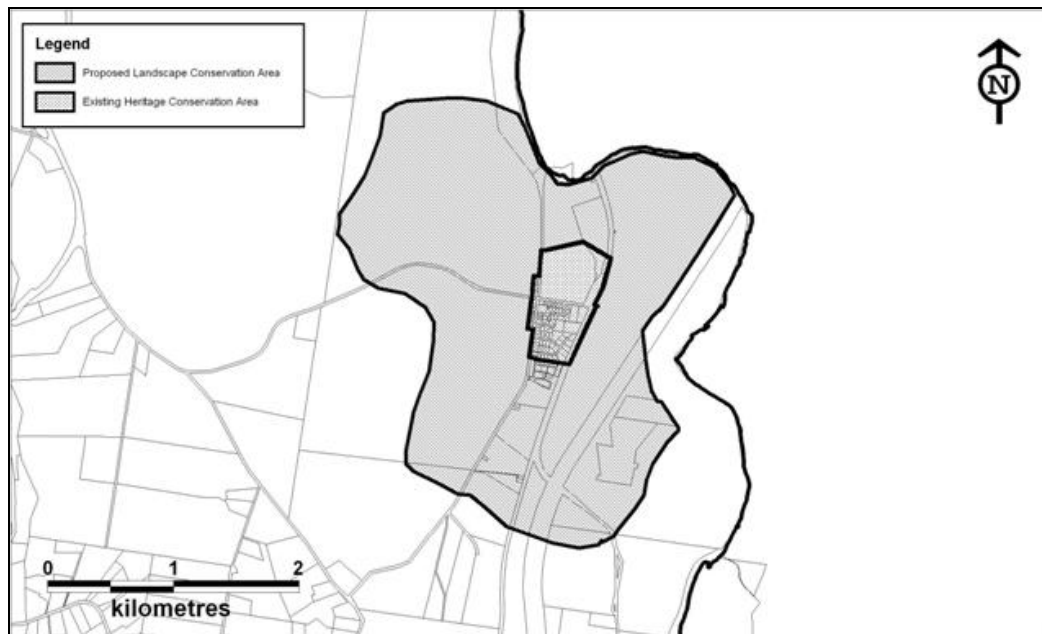 Legend
Proposed Landscape Conservation Area
Existing Heritage Conservation Area
N
0 1 2
kilometres